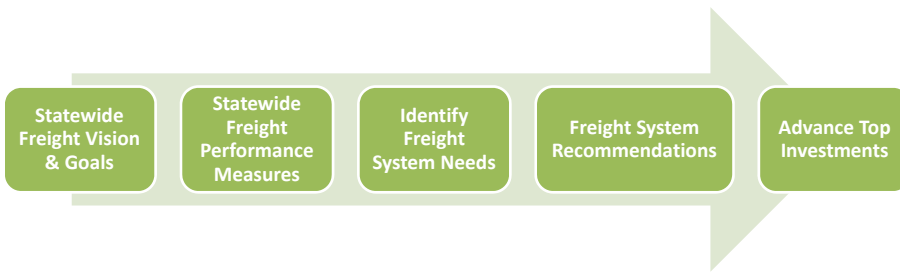 Statewide
Freight Vision
& Goals
Statewide
Freight
Performance
Measures
Identify
Freight
System Needs
Freight System
Recommendations
Advance Top
Investments